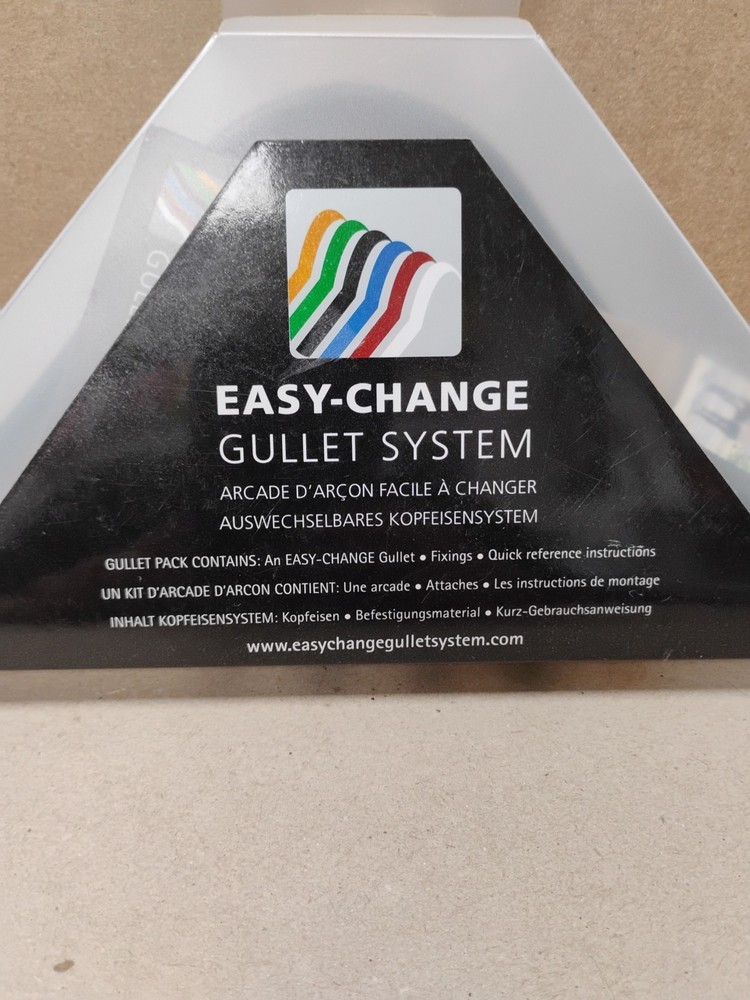 EASY-CHANGE
GULLET SYSTEM
ARCADE D'ARÇON FACILE À CHANGER
AUSWECHSELBARES KOPFEISENSYSTEM
GULLET PACK CONTAINS: An EASY-CHANGE Gullet • Fixings • Quick reference instructions
UN KIT D'ARCADE D'ARCON CONTIENT: Une arcade • Attaches • Les instructions de montage
INHALT KOPFEISENSYSTEM: Kopfeisen • Befestigungsmaterial • Kurz-Gebrauchsanweisung
www.easychangegulletsystem.com